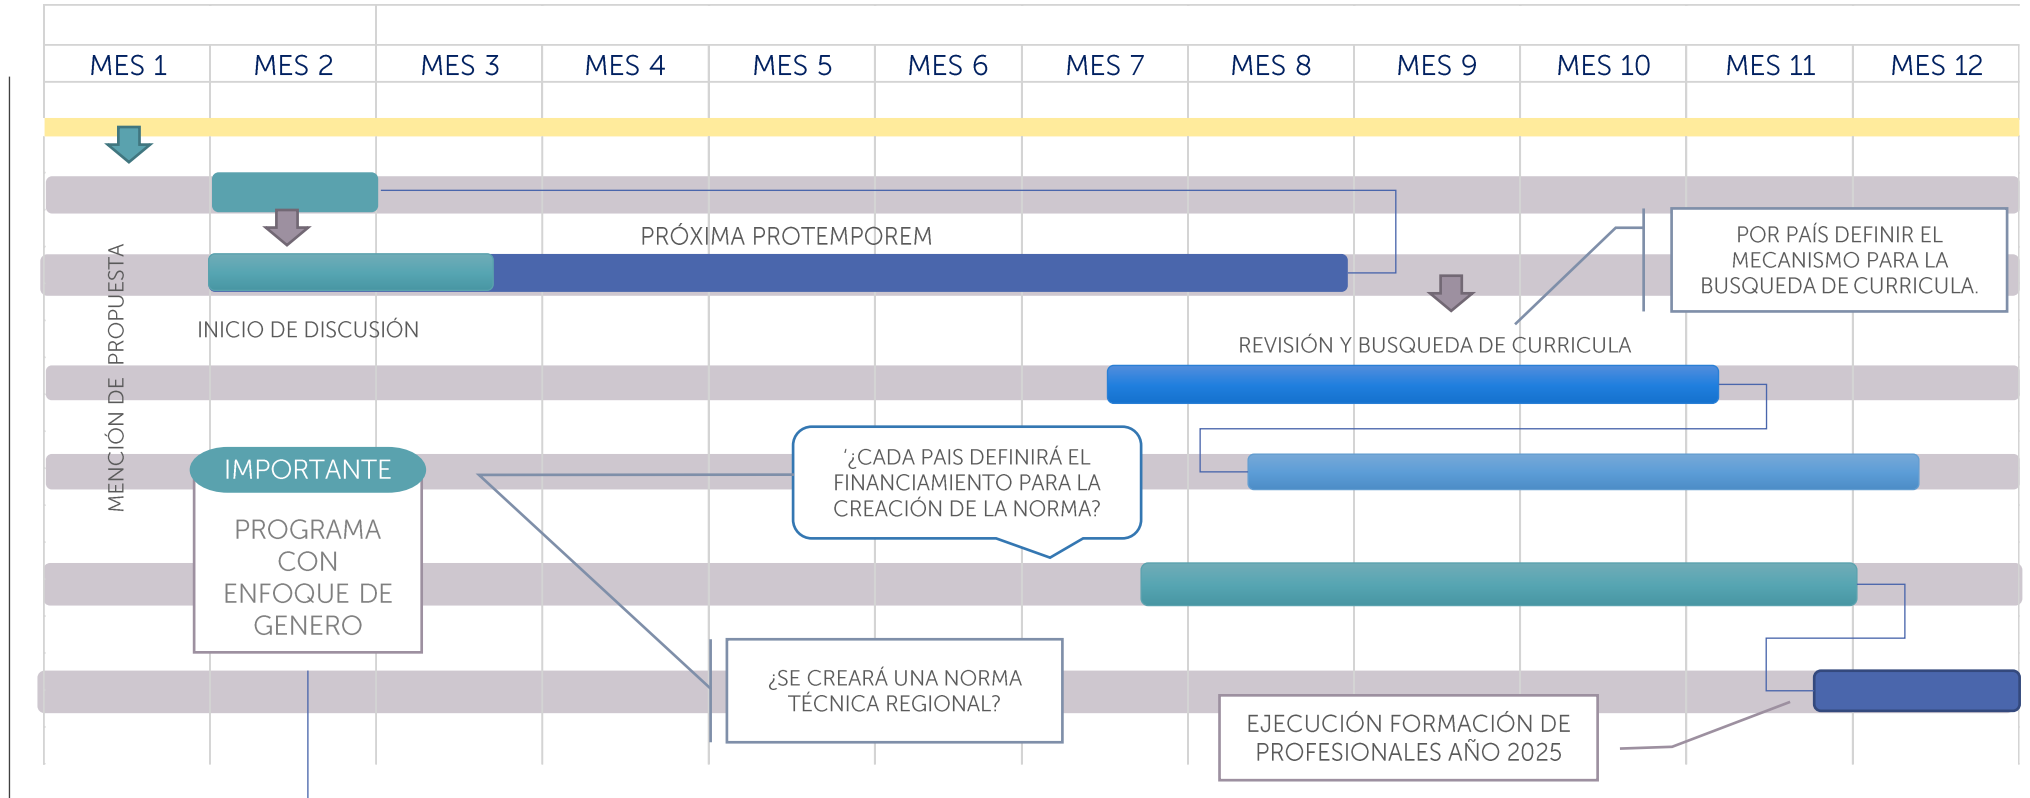 MES 1 MES 2 MES 3 MES 4 MES 5 MES 6 MES 7 MES 8 MES 9 MES 10 MES 11 MES 12
MENCIÓN DE PROPUESTA
PRÓXIMA PROTEMPOREM
POR PAÍS DEFINIR EL
MECANISMO PARA LA
BUSQUEDA DE CURRICULA.
INICIO DE DISCUSIÓN
REVISIÓN Y BUSQUEDA DE CURRICULA
IMPORTANTE
PROGRAMA
CON
ENFOQUE DE
GENERO
'¿CADA PAIS DEFINIRÁ EL
FINANCIAMIENTO PARA LA
CREACIÓN DE LA NORMA?
¿SE CREARÁ UNA NORMA
TÉCNICA REGIONAL?
EJECUCIÓN FORMACIÓN DE
PROFESIONALES AÑO 2025